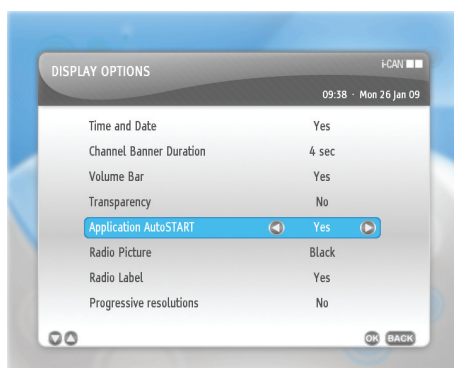 DISPLAY OPTIONS
i-CAN
09:38 · Mon 26 Jan 09
Time and Date Yes
Channel Banner Duration 4 sec
Volume Bar Yes
Transparency No
Application AutoSTART Yes
Radio Picture Black
Radio Label Yes
Progressive resolutions No
OK BACK